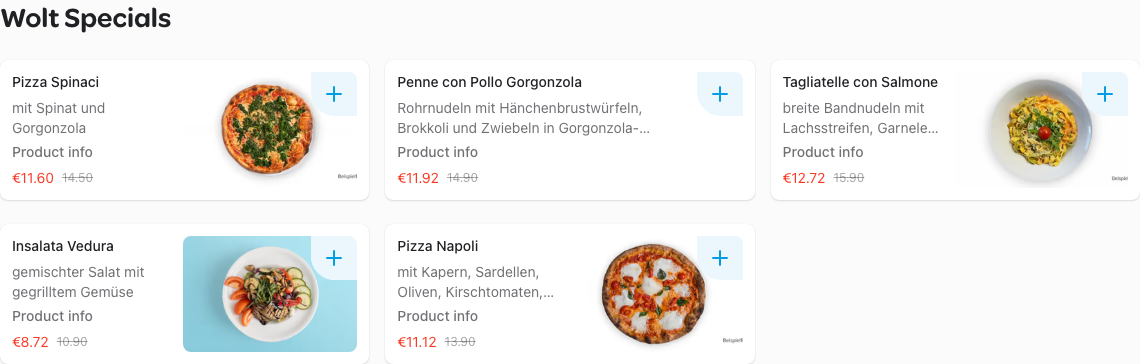 Wolt Specials
Pizza Spinaci
mit Spinat und
Gorgonzola
Product info
€11.60 14.50
Beispiel!
Penne con Pollo Gorgonzola
Rohrnudeln mit Hänchenbrustwürfeln,
Brokkoli und Zwiebeln in Gorgonzola-...
Product info
€11.92 14.90
Tagliatelle con Salmone
breite Bandnudeln mit
Lachsstreifen, Garnele...
Product info
€12.72 15.90
Beispiel
Insalata Vedura
gemischter Salat mit
gegrilltem Gemüse
Product info
€8.72 10.90
Pizza Napoli
mit Kapern, Sardellen,
Oliven, Kirschtomaten,...
Product info
€11.12 13.90
Beispiel!